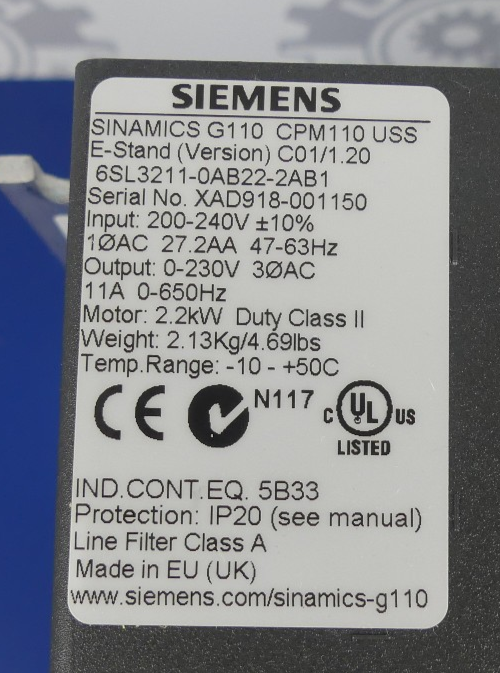 SIEMENS
SINAMICS G110 CPM110 USS
E-Stand (Version) C01/1.20
6SL3211-0AB22-2AB1
Serial No. XAD918-001150
Input: 200-240V ±10%
1ØAC 27.2AA 47-63Hz
Output: 0-230V 3ØAC
11A 0-650Hz
Motor: 2.2kW Duty Class II
Weight: 2.13Kg/4.69lbs
Temp.Range: -10 - +50C
CE N117 C UL US
LISTED
IND.CONT.EQ. 5B33
Protection: IP20 (see manual)
Line Filter Class A
Made in EU (UK)
www.siemens.com/sinamics-g110